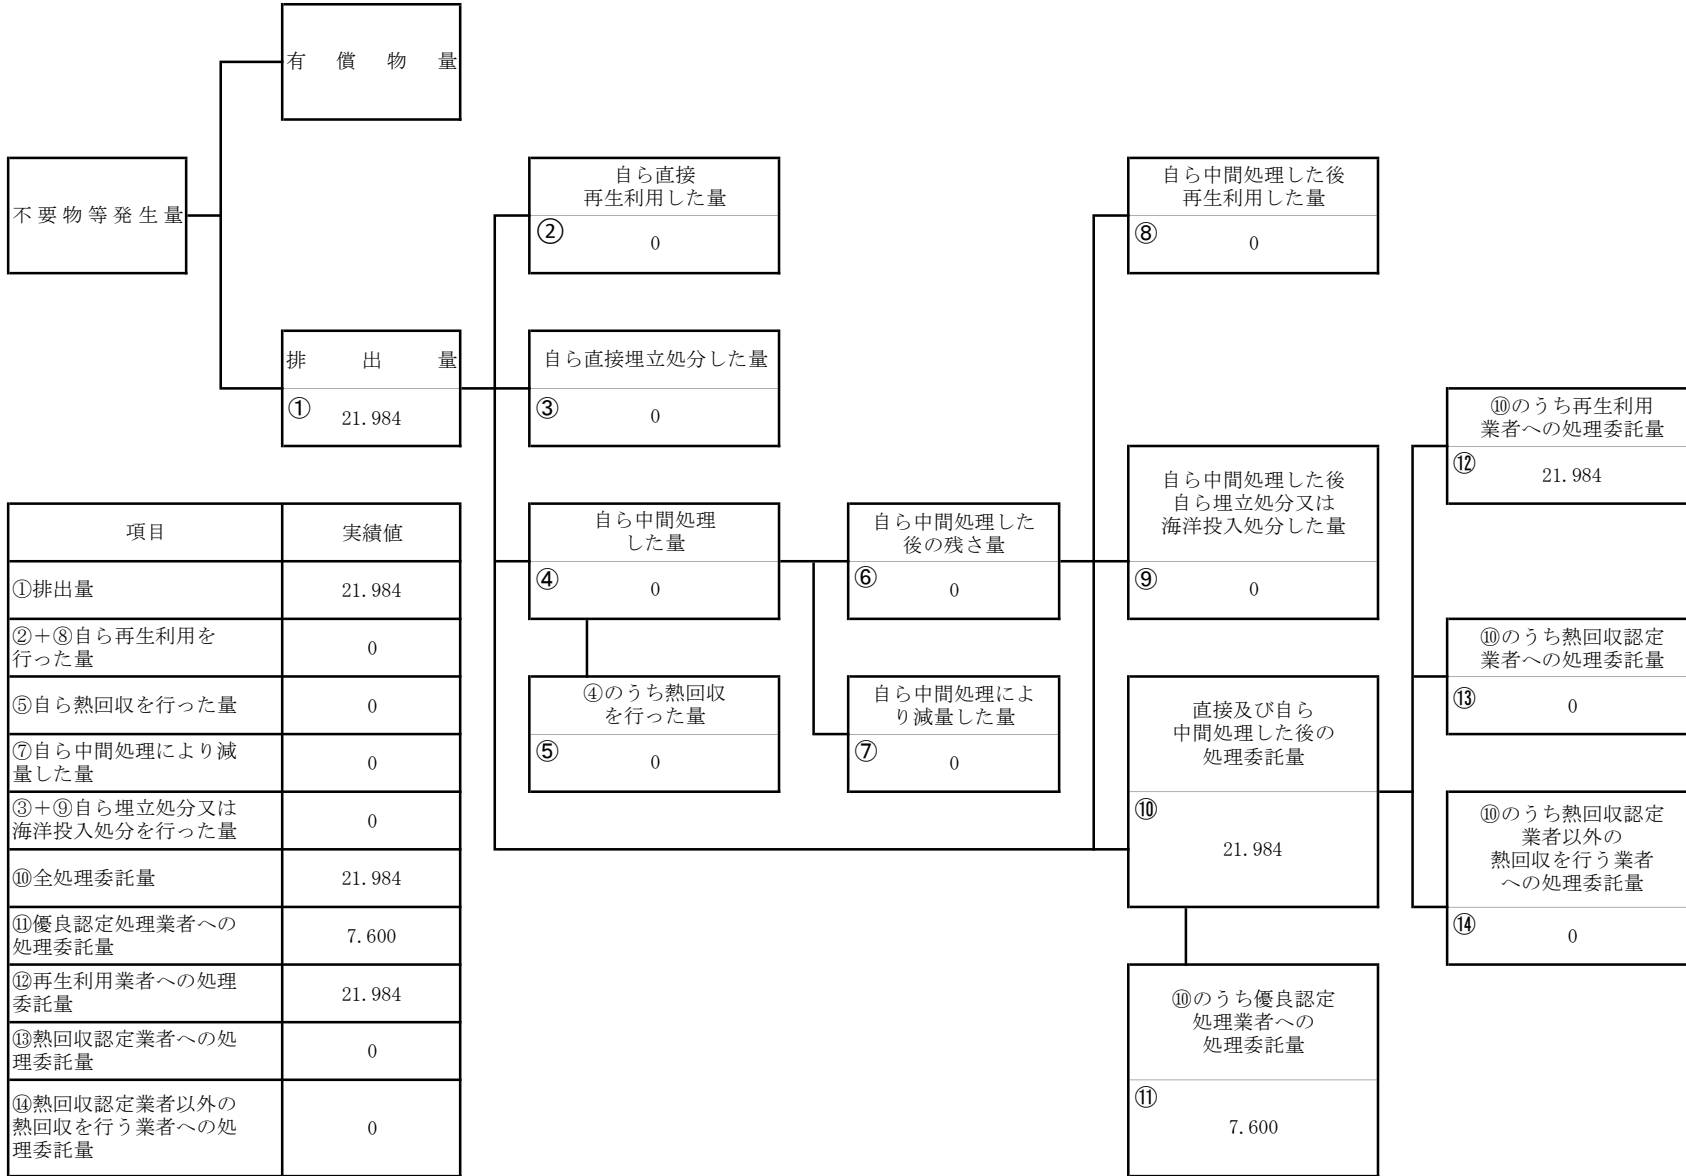 有償物量
不要物等発生量
自ら直接
再生利用した量
②
0
自ら中間処理した後
再生利用した量
⑧
0
排出量
①
21.984
自ら直接埋立処分した量
③
0
⑩のうち再生利用
業者への処理委託量
⑫
21.984
自ら中間処理した後
自ら埋立処分又は
海洋投入処分した量
⑨
0
自ら中間処理
した量
④
0
自ら中間処理した
後の残さ量
⑥
0
⑩のうち熱回収認定
業者への処理委託量
⑬
0
④のうち熱回収
を行った量
⑤
0
自ら中間処理によ
り減量した量
⑦
0
直接及び自ら
中間処理した後の
処理委託量
⑩
21.984
⑩のうち熱回収認定
業者以外の
熱回収を行う業者
への処理委託量
⑭
0
⑩のうち優良認定
処理業者への
処理委託量
⑪
7.600
項目 実績値
①排出量 21.984
②+⑧自ら再生利用を
行った量 0
⑤自ら熱回収を行った量 0
⑦自ら中間処理により減
量した量 0
③+⑨自ら埋立処分又は
海洋投入処分を行った量 0
⑩全処理委託量 21.984
⑪優良認定処理業者への
処理委託量 7.600
⑫再生利用業者への処理
委託量 21.984
⑬熱回収認定業者への処
理委託量 0
⑭熱回収認定業者以外の
熱回収を行う業者への処
理委託量 0